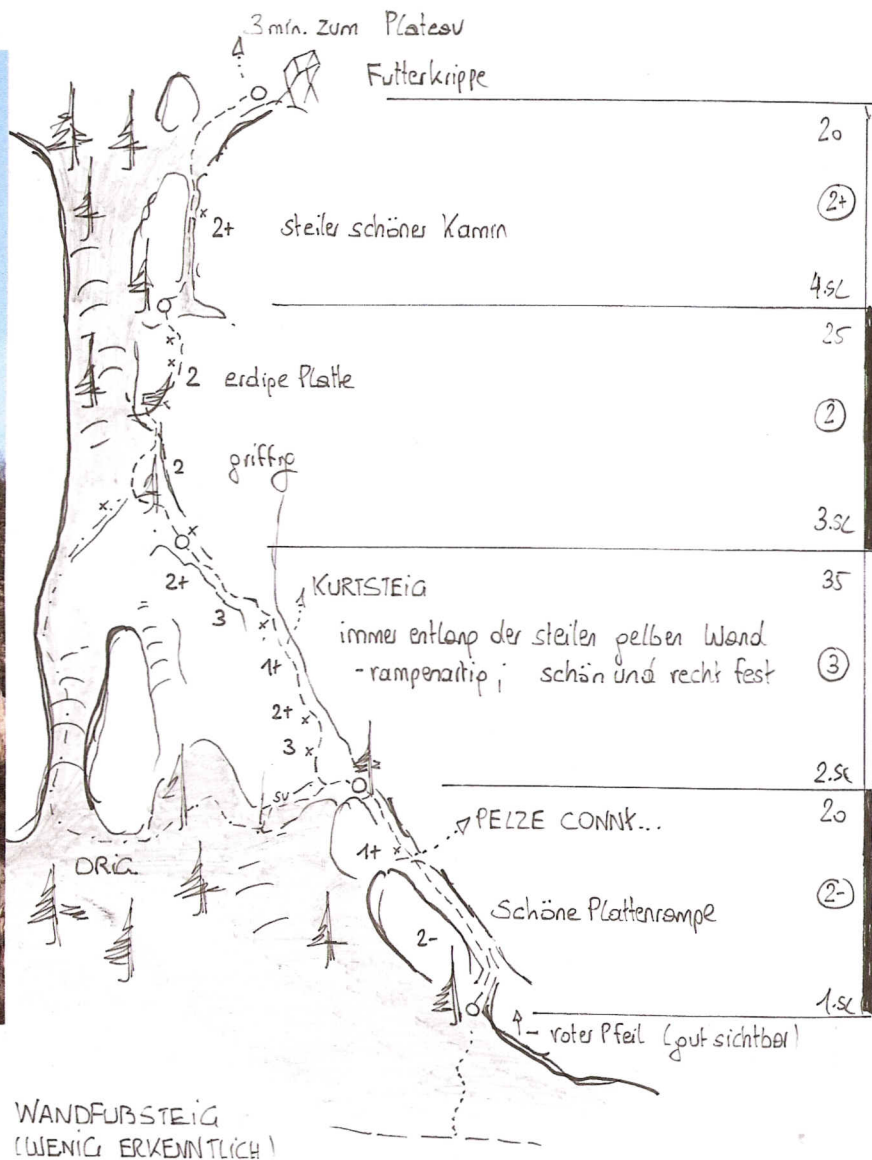 3 min. zum Plateau
Futterkrippe
20
2+
2+ steiler schöner Kamin
4.SL
25
2 erdige Platte
2
2 griffig
3.SL
35
2+
KURTSTEIG
3
immer entlang der steilen gelben Wand
1+
-rampenartig; schön und recht fest
3
2+
3
2.SL
SU
20
PELZE CONNY...
1+
ORIG.
2-
Schöne Plattenrampe
2-
1.SL
- roter Pfeil (gut sichtbar)
WANDFUßSTEIG
(WENIG ERKENNTLICH)